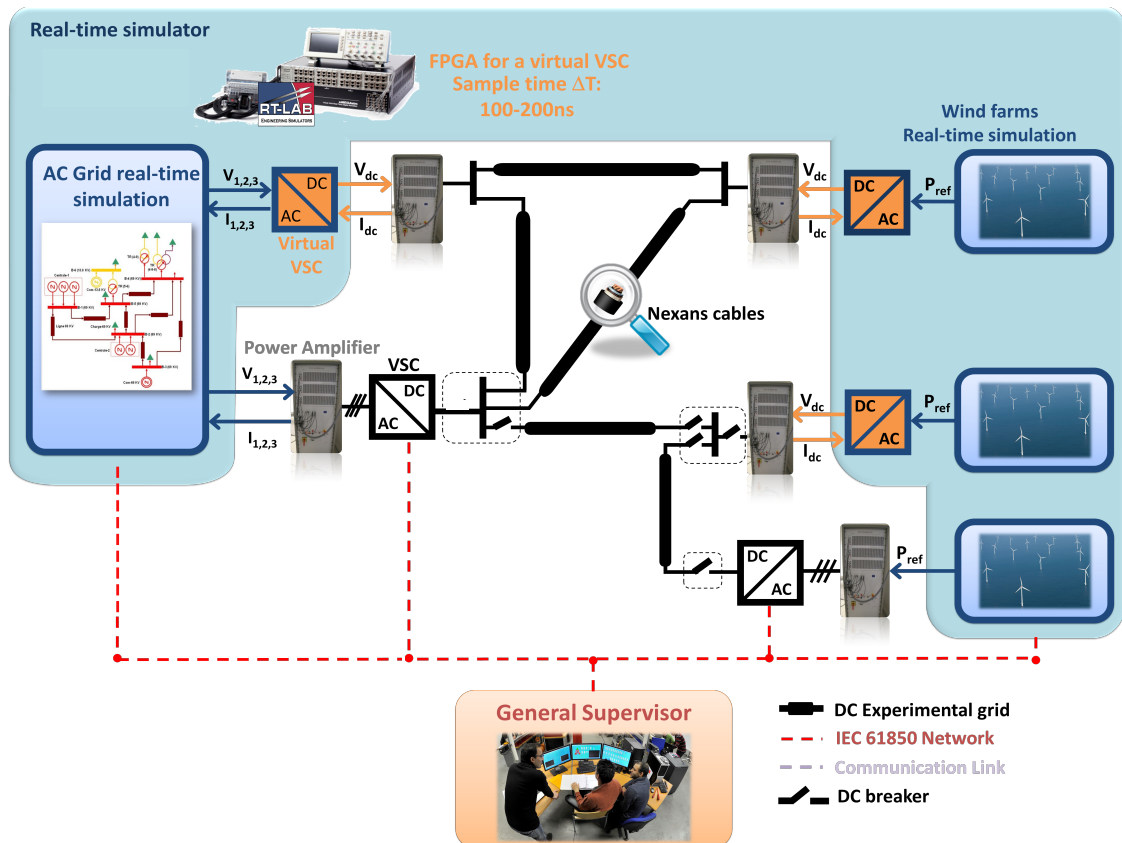 Real-time simulator
FPGA for a virtual VSC
Sample time ΔT:
100-200ns
RT-LAB
ENGINEERING SIMULATORS
Wind farms
Real-time simulation
AC Grid real-time
simulation
V1,2,3
I1,2,3
DC
AC
Virtual
VSC
Vdc
Idc
Vdc
Idc
DC
AC
Pref
Nexans cables
Power Amplifier
V1,2,3
I1,2,3
VSC
DC
AC
Vdc
Idc
DC
AC
Pref
DC
AC
Pref
General Supervisor
DC Experimental grid
IEC 61850 Network
Communication Link
DC breaker